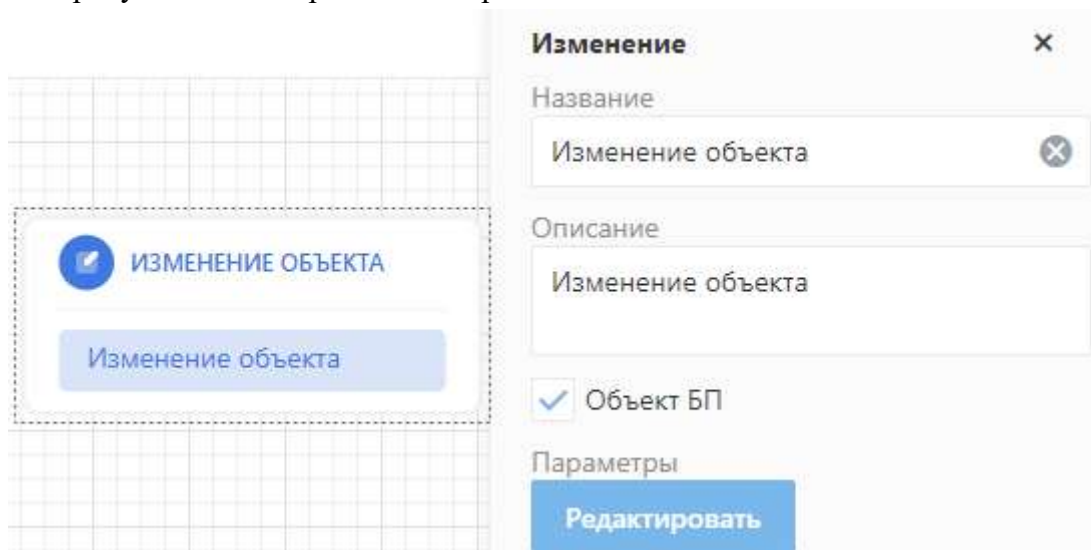 Изменение
Название
Изменение объекта
Описание
Изменение объекта
Объект БП
Параметры
Редактировать
ИЗМЕНЕНИЕ ОБЪЕКТА
Изменение объекта